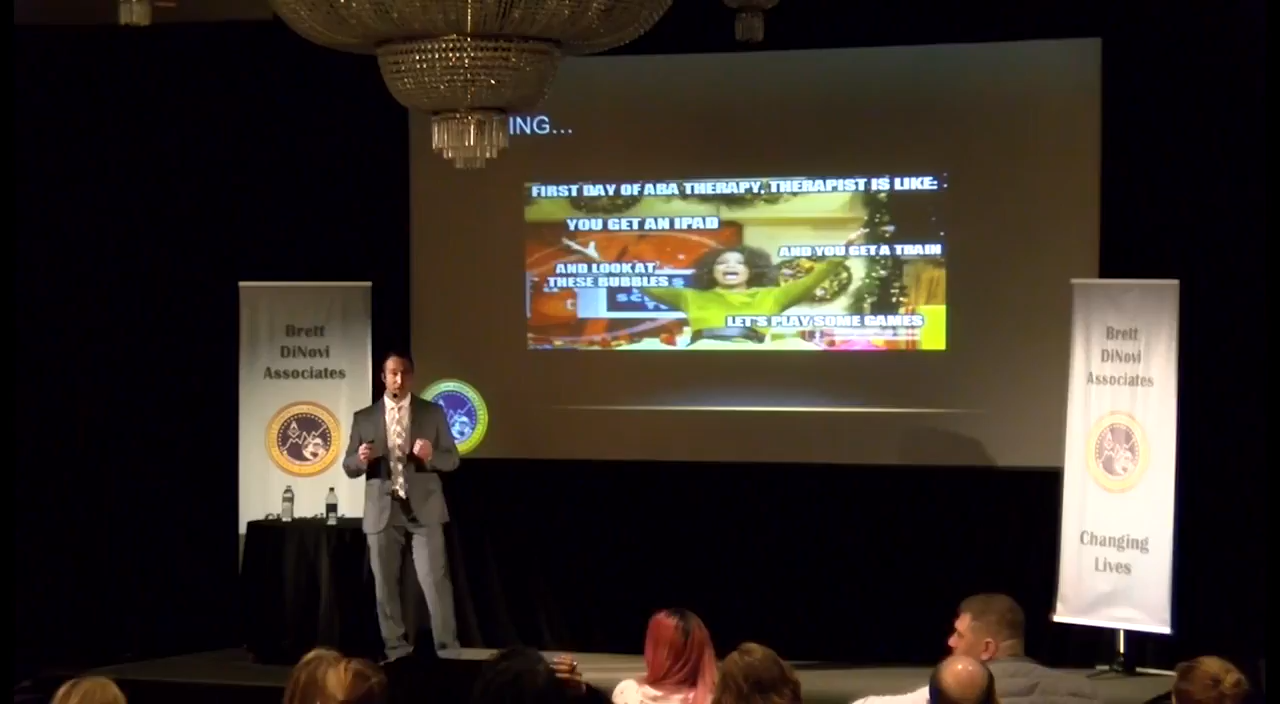 ING...
FIRST DAY OF ABA THERAPY, THERAPIST IS LIKE:
YOU GET AN IPAD
AND YOU GET A TRAIN
AND LOOK AT
THESE BUBBLES
LET'S PLAY SOME GAMES
Brett
DiNovi
Associates
Brett
DiNovi
Associates
Changing
Lives